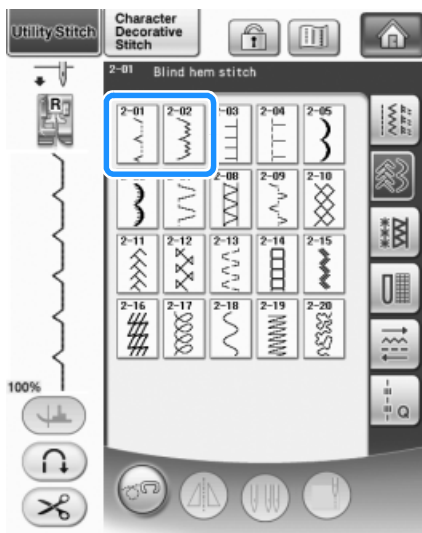 Utility Stitch
Character
Decorative
Stitch
2-01 Blind hem stitch
R
2-01 2-02 2-03 2-04 2-05
2-08 2-09 2-10
2-11 2-12 2-13 2-14 2-15
2-16 2-17 2-18 2-19 2-20
Q
100%